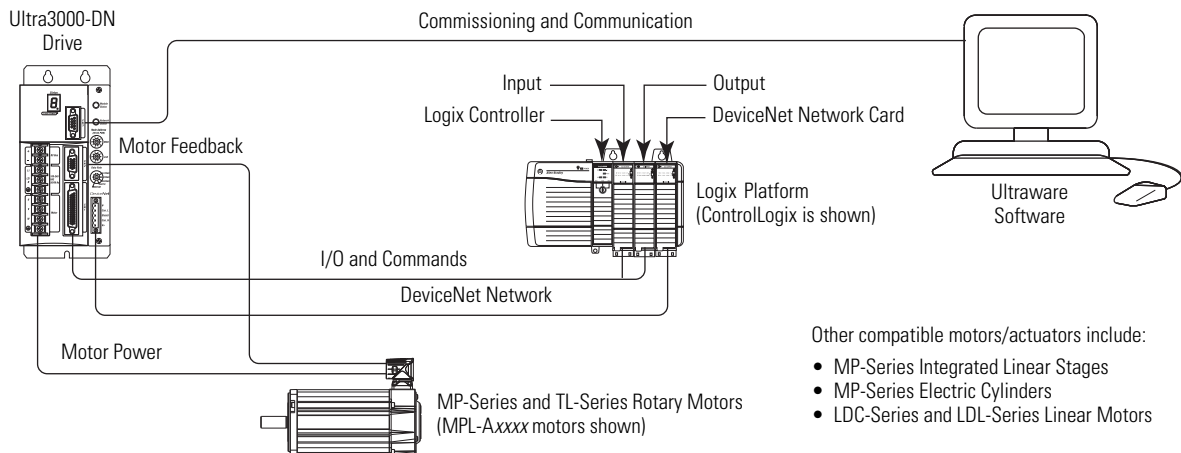 Ultra3000-DN
Drive
Commissioning and Communication
Input
Output
Logix Controller
DeviceNet Network Card
Motor Feedback
Logix Platform
(ControlLogix is shown)
Ultraware
Software
I/O and Commands
DeviceNet Network
Motor Power
MP-Series and TL-Series Rotary Motors
(MPL-Axxxx motors shown)
Other compatible motors/actuators include:
• MP-Series Integrated Linear Stages
• MP-Series Electric Cylinders
• LDC-Series and LDL-Series Linear Motors